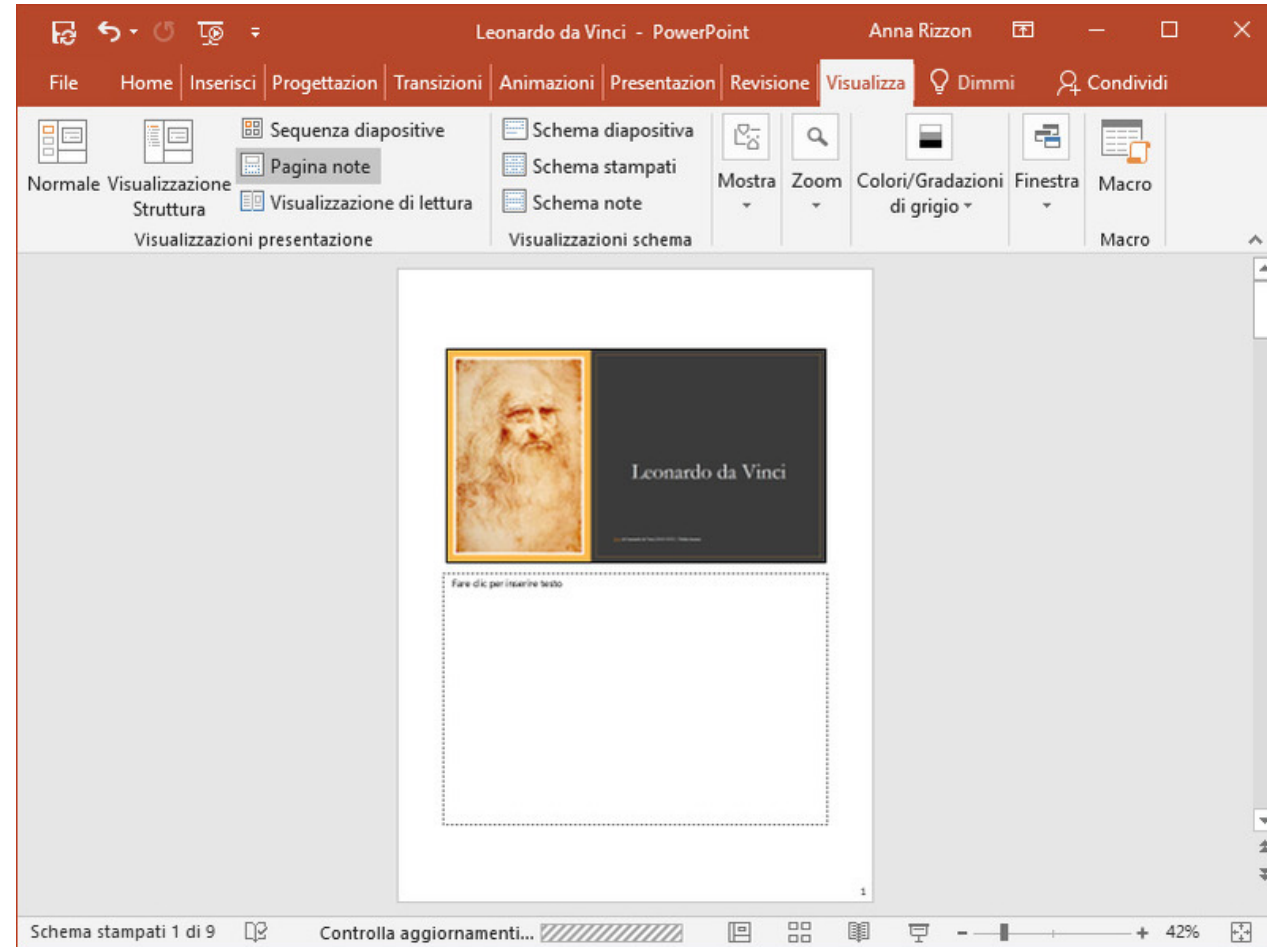 Leonardo da Vinci - PowerPoint
Anna Rizzon
File Home Inserisci Progettazion Transizioni Animazioni Presentazion Revisione Visualizza Dimmi Condividi
Normale
Visualizzazione
Struttura
Sequenza diapositive
Pagina note
Visualizzazione di lettura
Visualizzazioni presentazione
Schema diapositiva
Schema stampati
Schema note
Visualizzazioni schema
Mostra
Zoom
Colori/Gradazioni
di grigio
Finestra
Macro
Macro
Leonardo da Vinci
Fare clic per inserire testo
1
Schema stampati 1 di 9
Controlla aggiornamenti...
42%